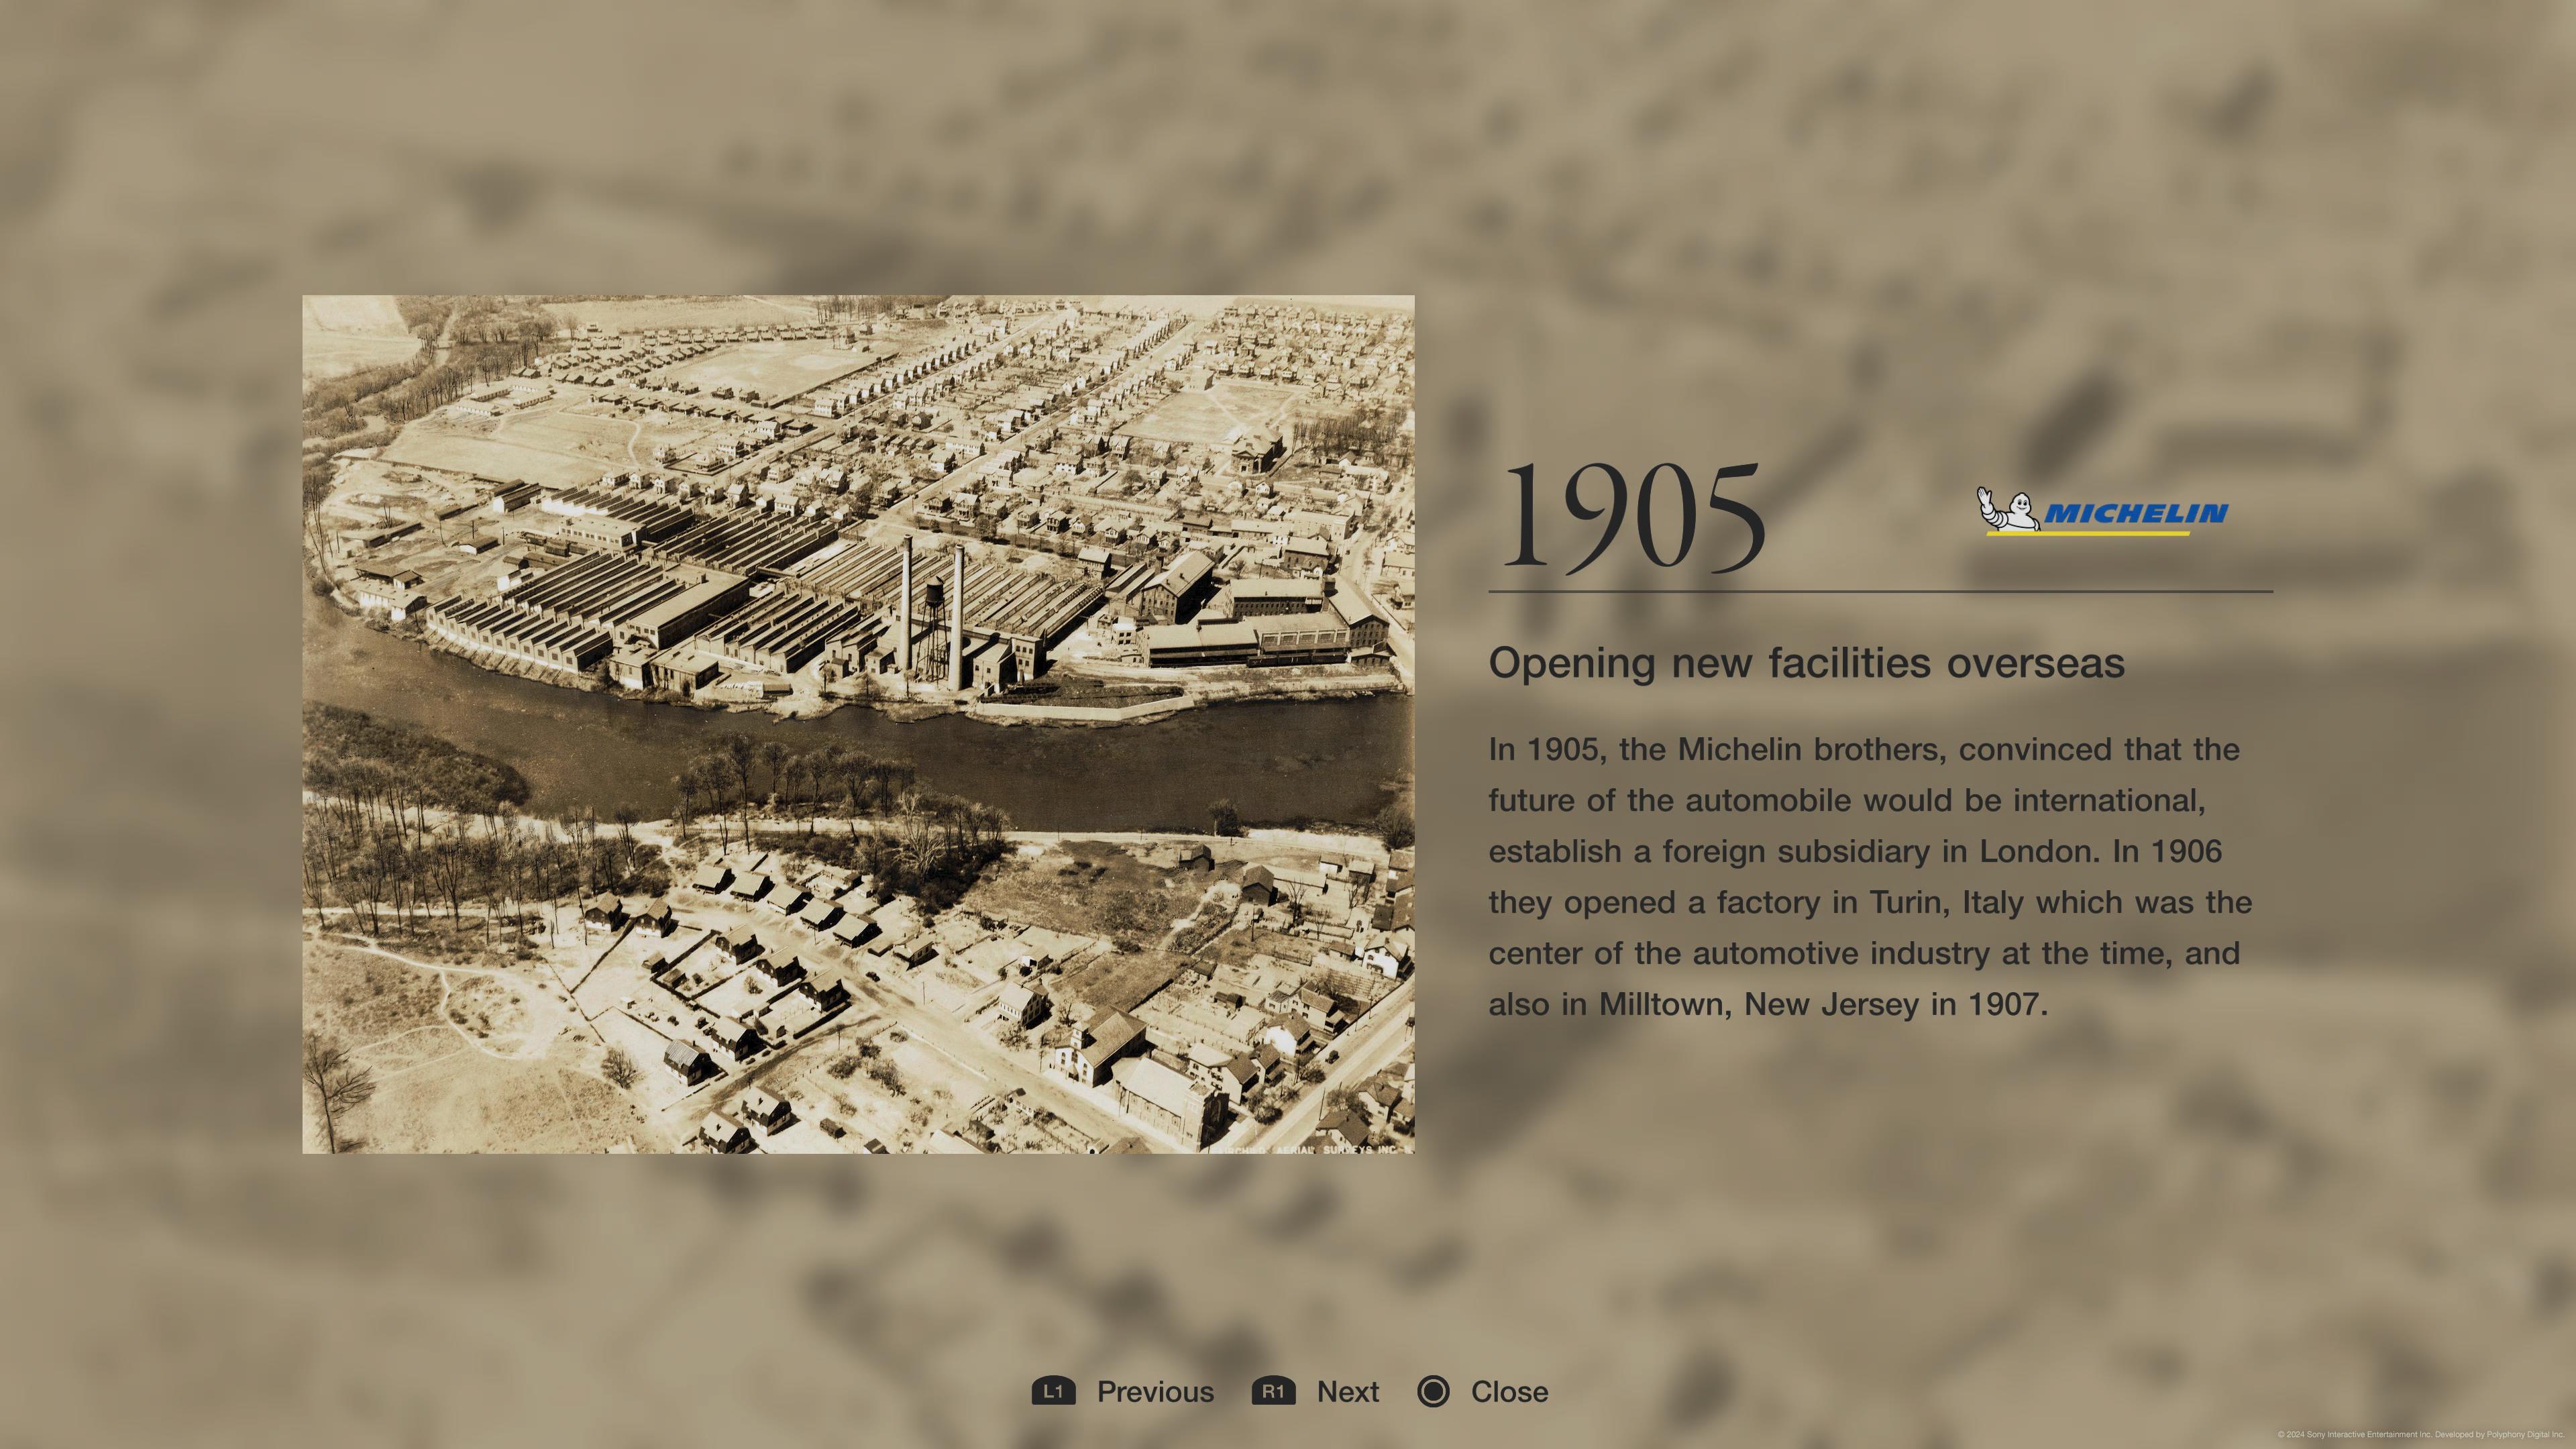 1905
MICHELIN
Opening new facilities overseas
In 1905, the Michelin brothers, convinced that the
future of the automobile would be international,
establish a foreign subsidiary in London. In 1906
they opened a factory in Turin, Italy which was the
center of the automotive industry at the time, and
also in Milltown, New Jersey in 1907.
AERIAL SURVEYS INC
L1 Previous R1 Next Close
© 2024 Sony Interactive Entertainment Inc. Developed by Polyphony Digital Inc.